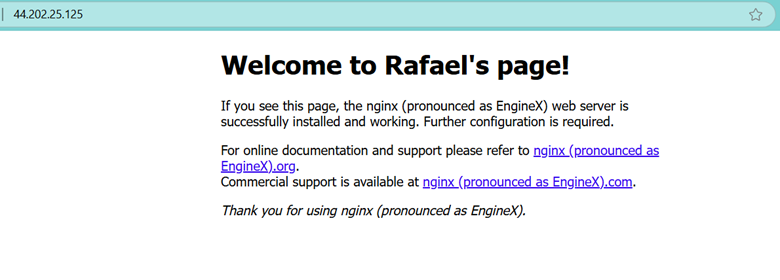 44.202.25.125
Welcome to Rafael's page!
If you see this page, the nginx (pronounced as EngineX) web server is
successfully installed and working. Further configuration is required.
For online documentation and support please refer to nginx (pronounced as
EngineX).org.
Commercial support is available at nginx (pronounced as EngineX).com.
Thank you for using nginx (pronounced as EngineX).